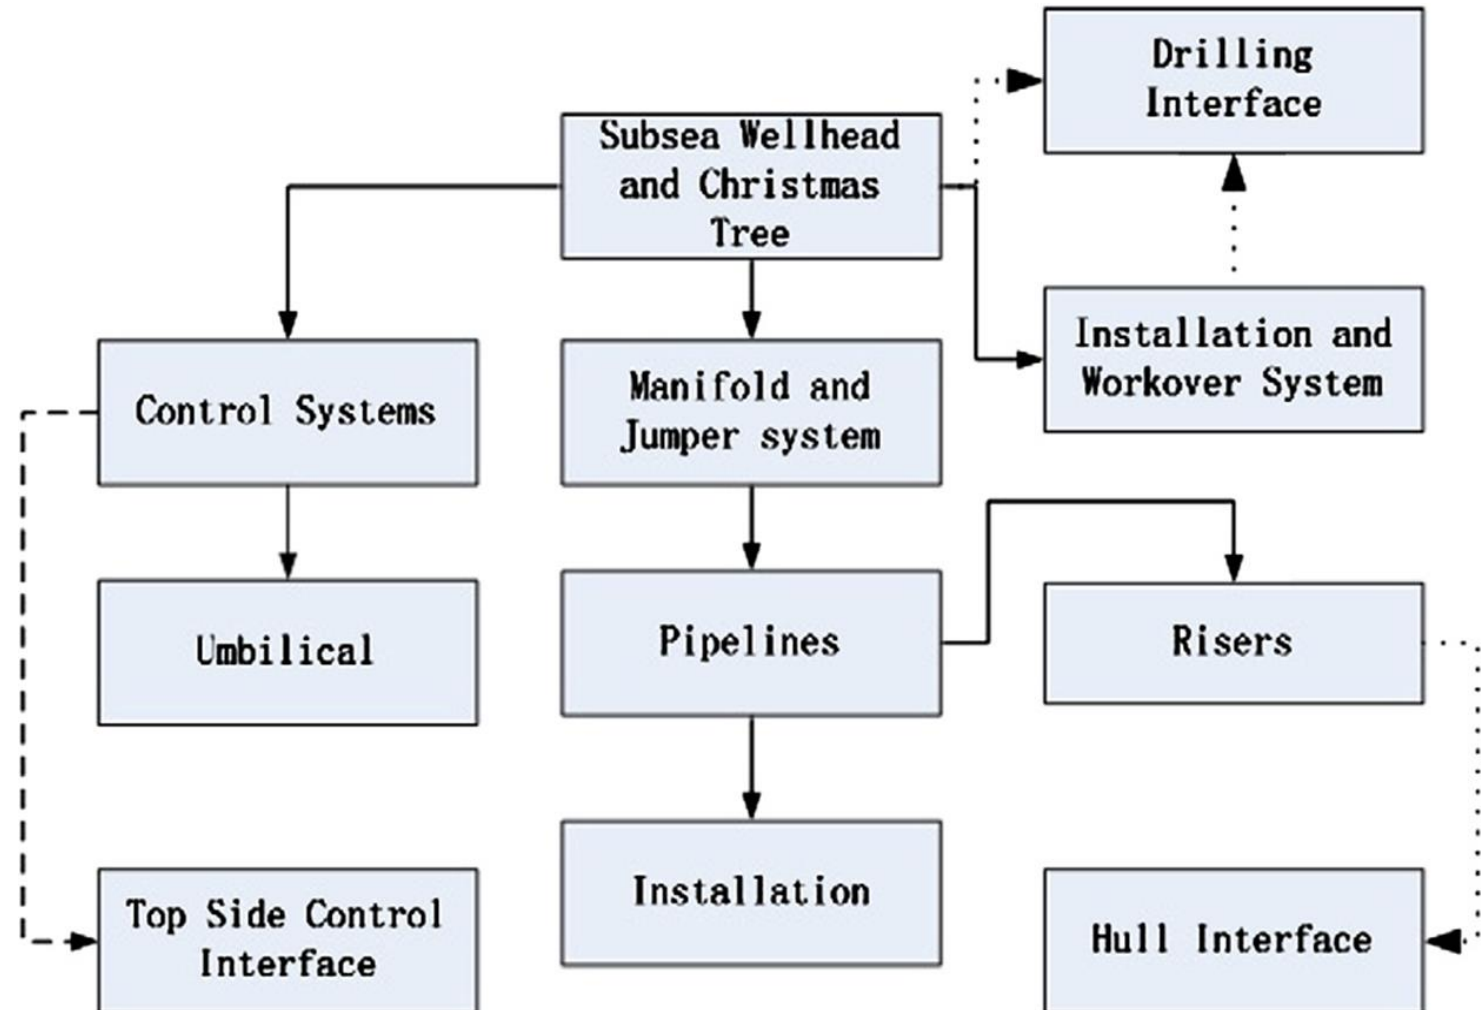 Drilling
Interface
Subsea Wellhead
and Christmas
Tree
Installation and
Workover System
Control Systems
Manifold and
Jumper system
Umbilical
Pipelines
Risers
Top Side Control
Interface
Installation
Hull Interface